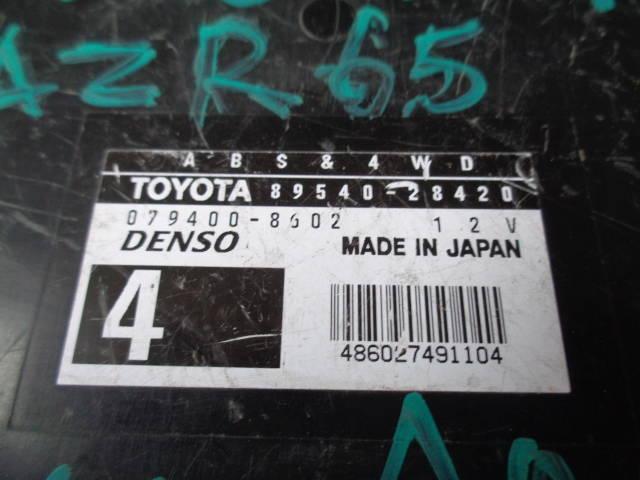 AZR65
ABS&4WD
TOYOTA 89540-28420
079400-8602 12V
DENSO MADE IN JAPAN
4
486027491104